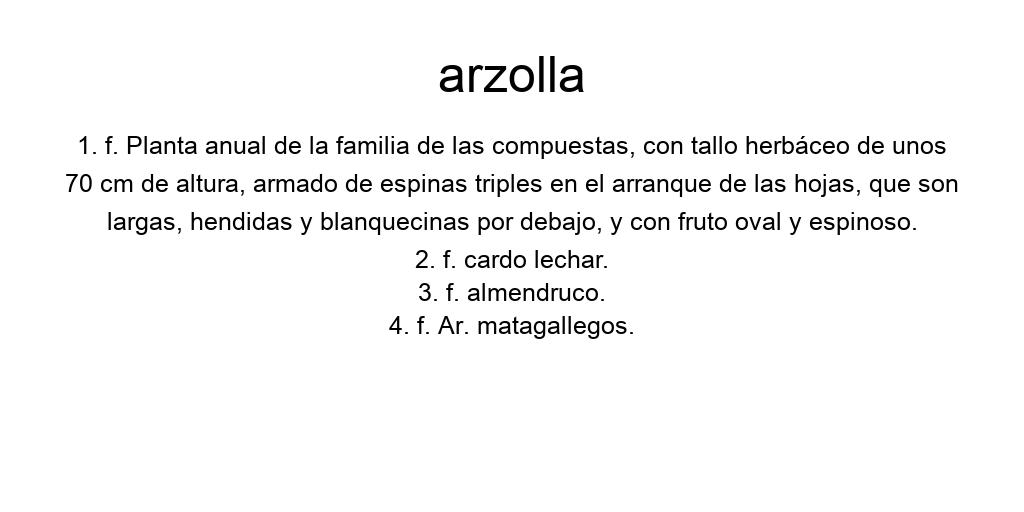 arzolla
1. f. Planta anual de la familia de las compuestas, con tallo herbáceo de unos
70 cm de altura, armado de espinas triples en el arranque de las hojas, que son
largas, hendidas y blanquecinas por debajo, y con fruto oval y espinoso.
2. f. cardo lechar.
3. f. almendruco.
4. f. Ar. matagallegos.